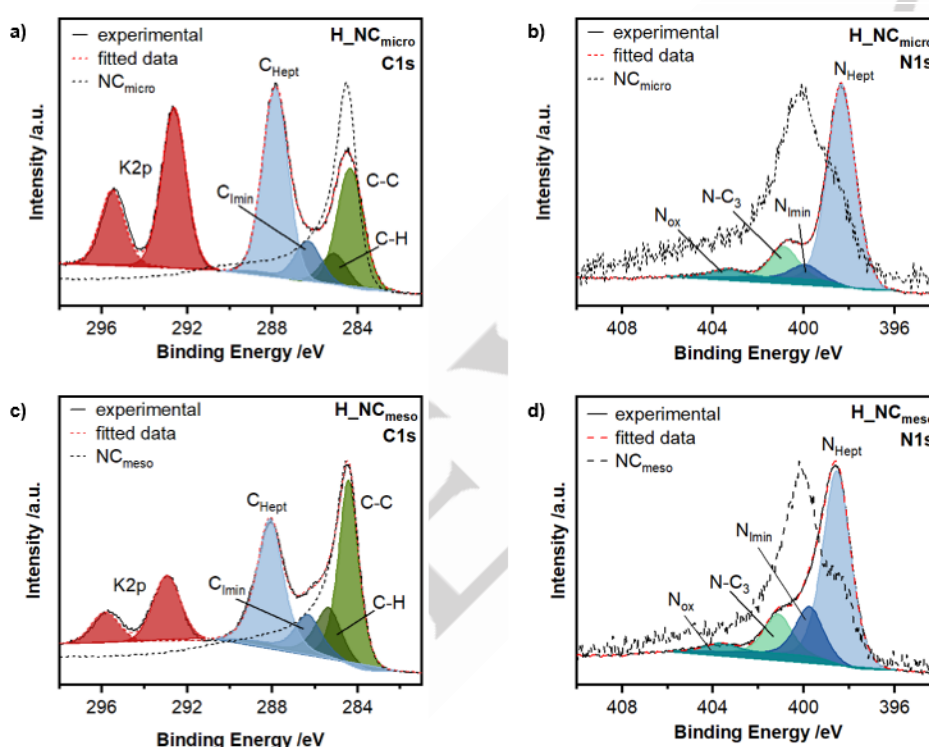 a)
experimental
fitted data
NCmicro
H_NCmicro
C1s
CHept
K2p
CImin
C-C
C-H
Intensity /a.u.
296 292 288 284
Binding Energy /eV
b)
experimental
fitted data
NCmicro
H_NCmicro
N1s
NHept
N-C3
NImin
Nox
Intensity /a.u.
408 404 400 396
Binding Energy /eV
c)
experimental
fitted data
NCmeso
H_NCmeso
C1s
CHept
C-C
K2p
CImin
C-H
Intensity /a.u.
296 292 288 284
Binding Energy /eV
d)
experimental
fitted data
NCmeso
H_NCmeso
N1s
NHept
NImin
N-C3
Nox
Intensity /a.u.
408 404 400 396
Binding Energy /eV